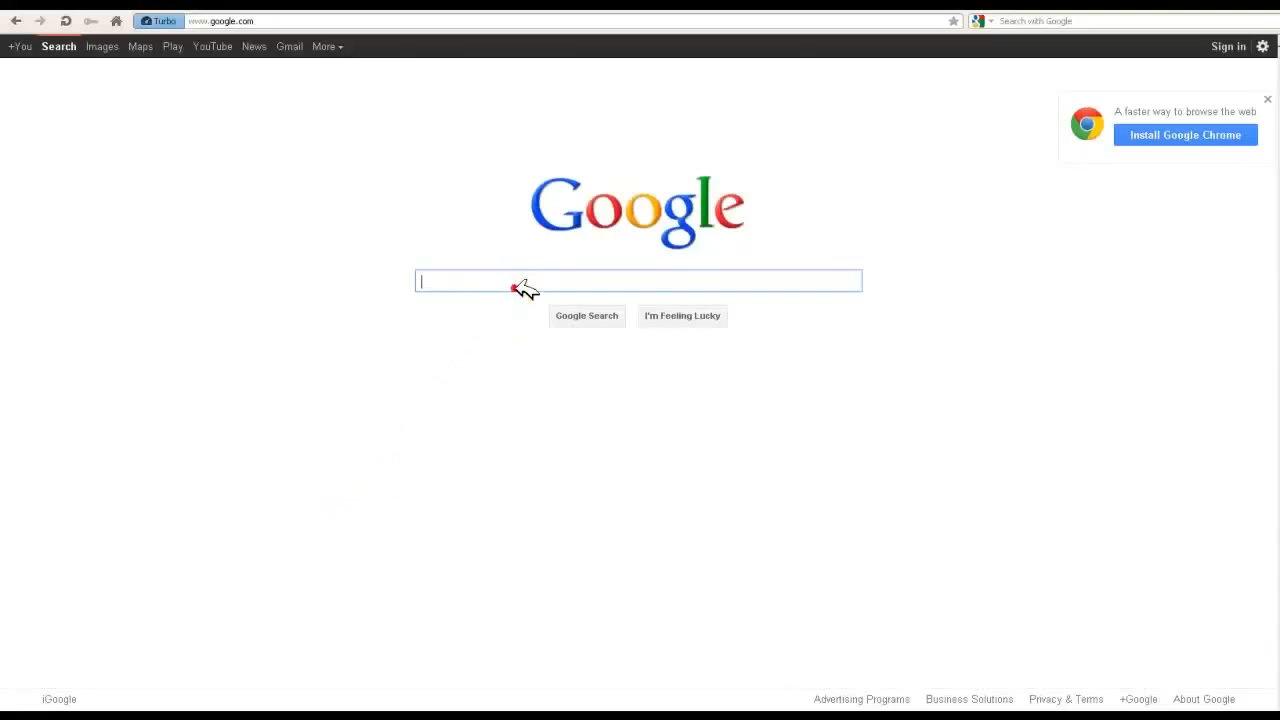 Turbo www.google.com Search with Google
+You Search Images Maps Play YouTube News Gmail More Sign in
A faster way to browse the web
Install Google Chrome
Google
Google Search I'm Feeling Lucky
iGoogle Advertising Programs Business Solutions Privacy & Terms +Google About Google